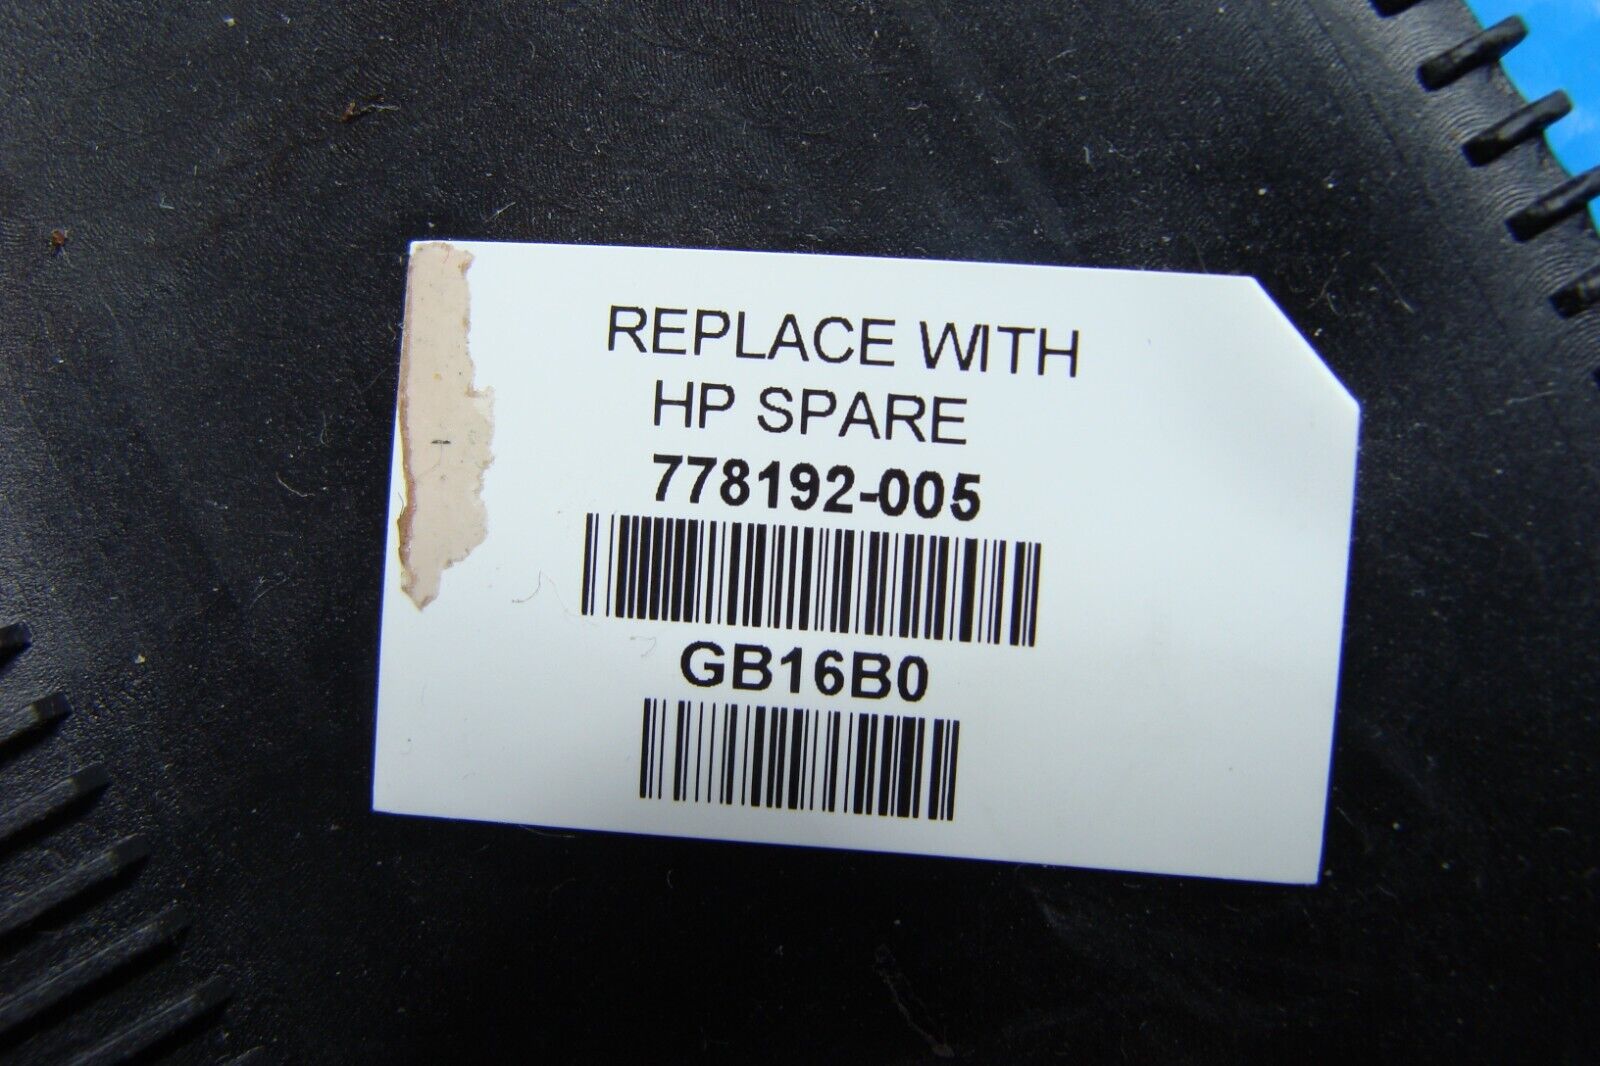 REPLACE WITH
HP SPARE
778192-005
GB16B0